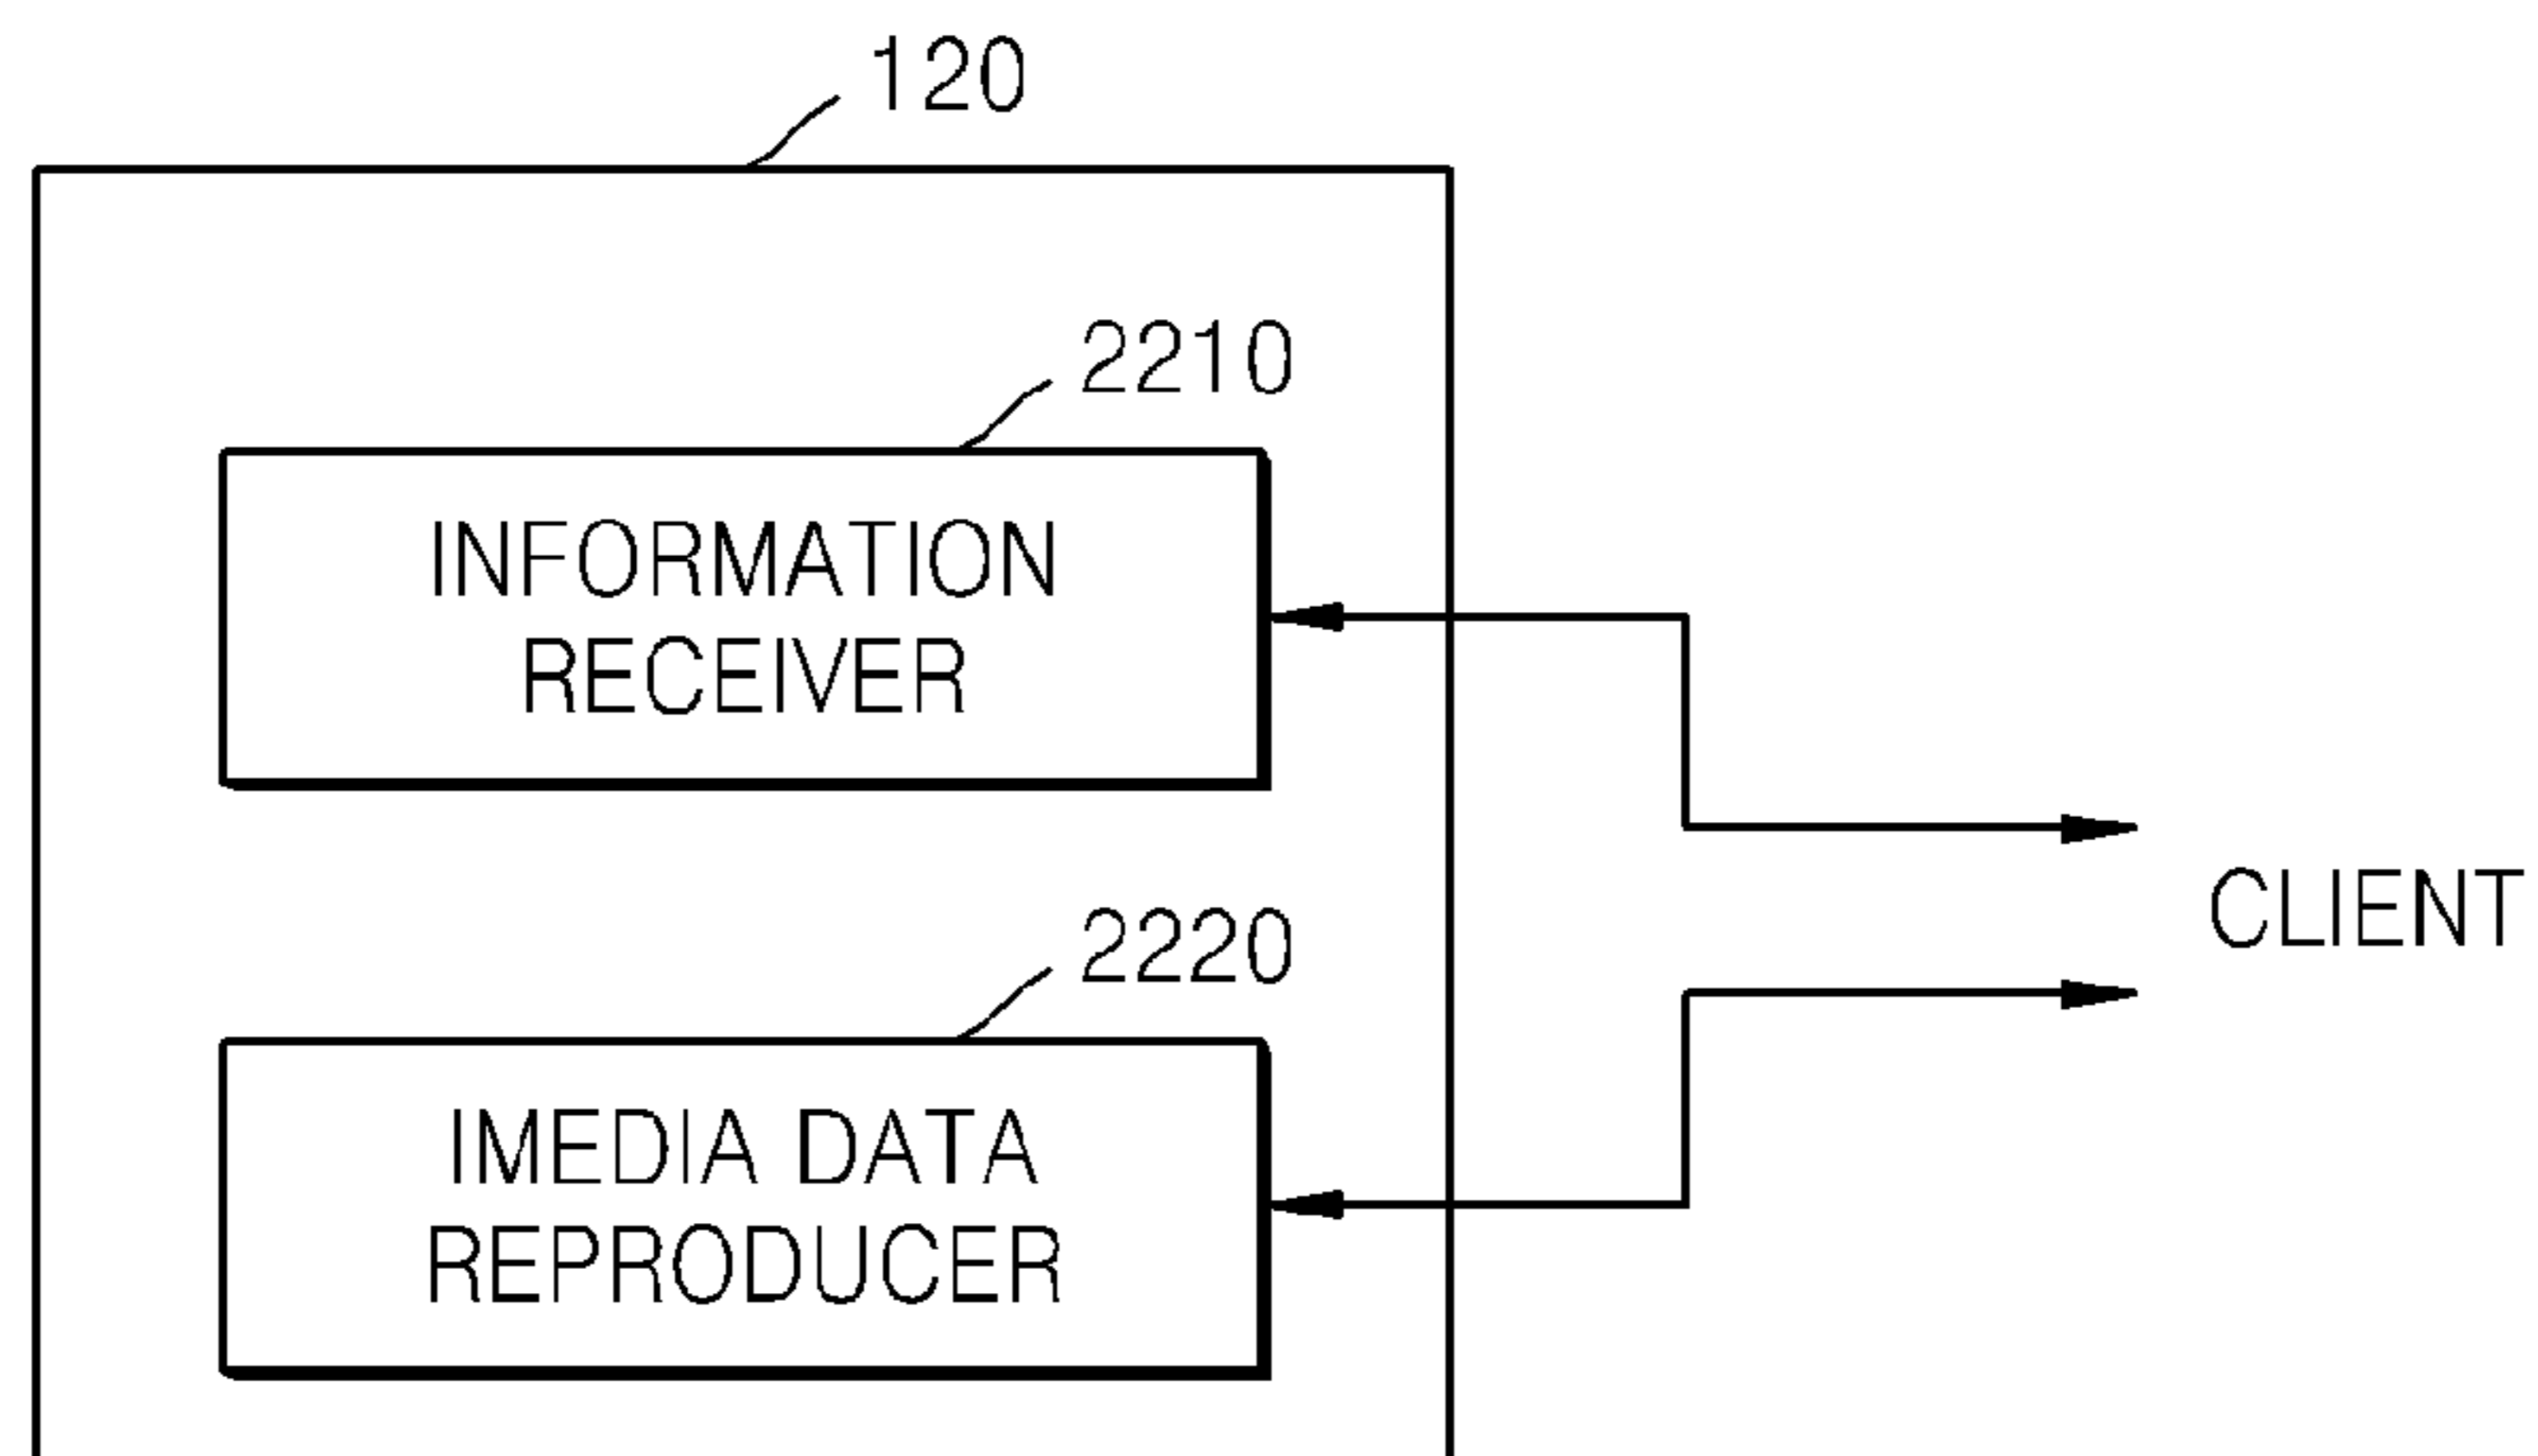 120
2210
INFORMATION
RECEIVER
CLIENT
2220
IMEDIA DATA
REPRODUCER